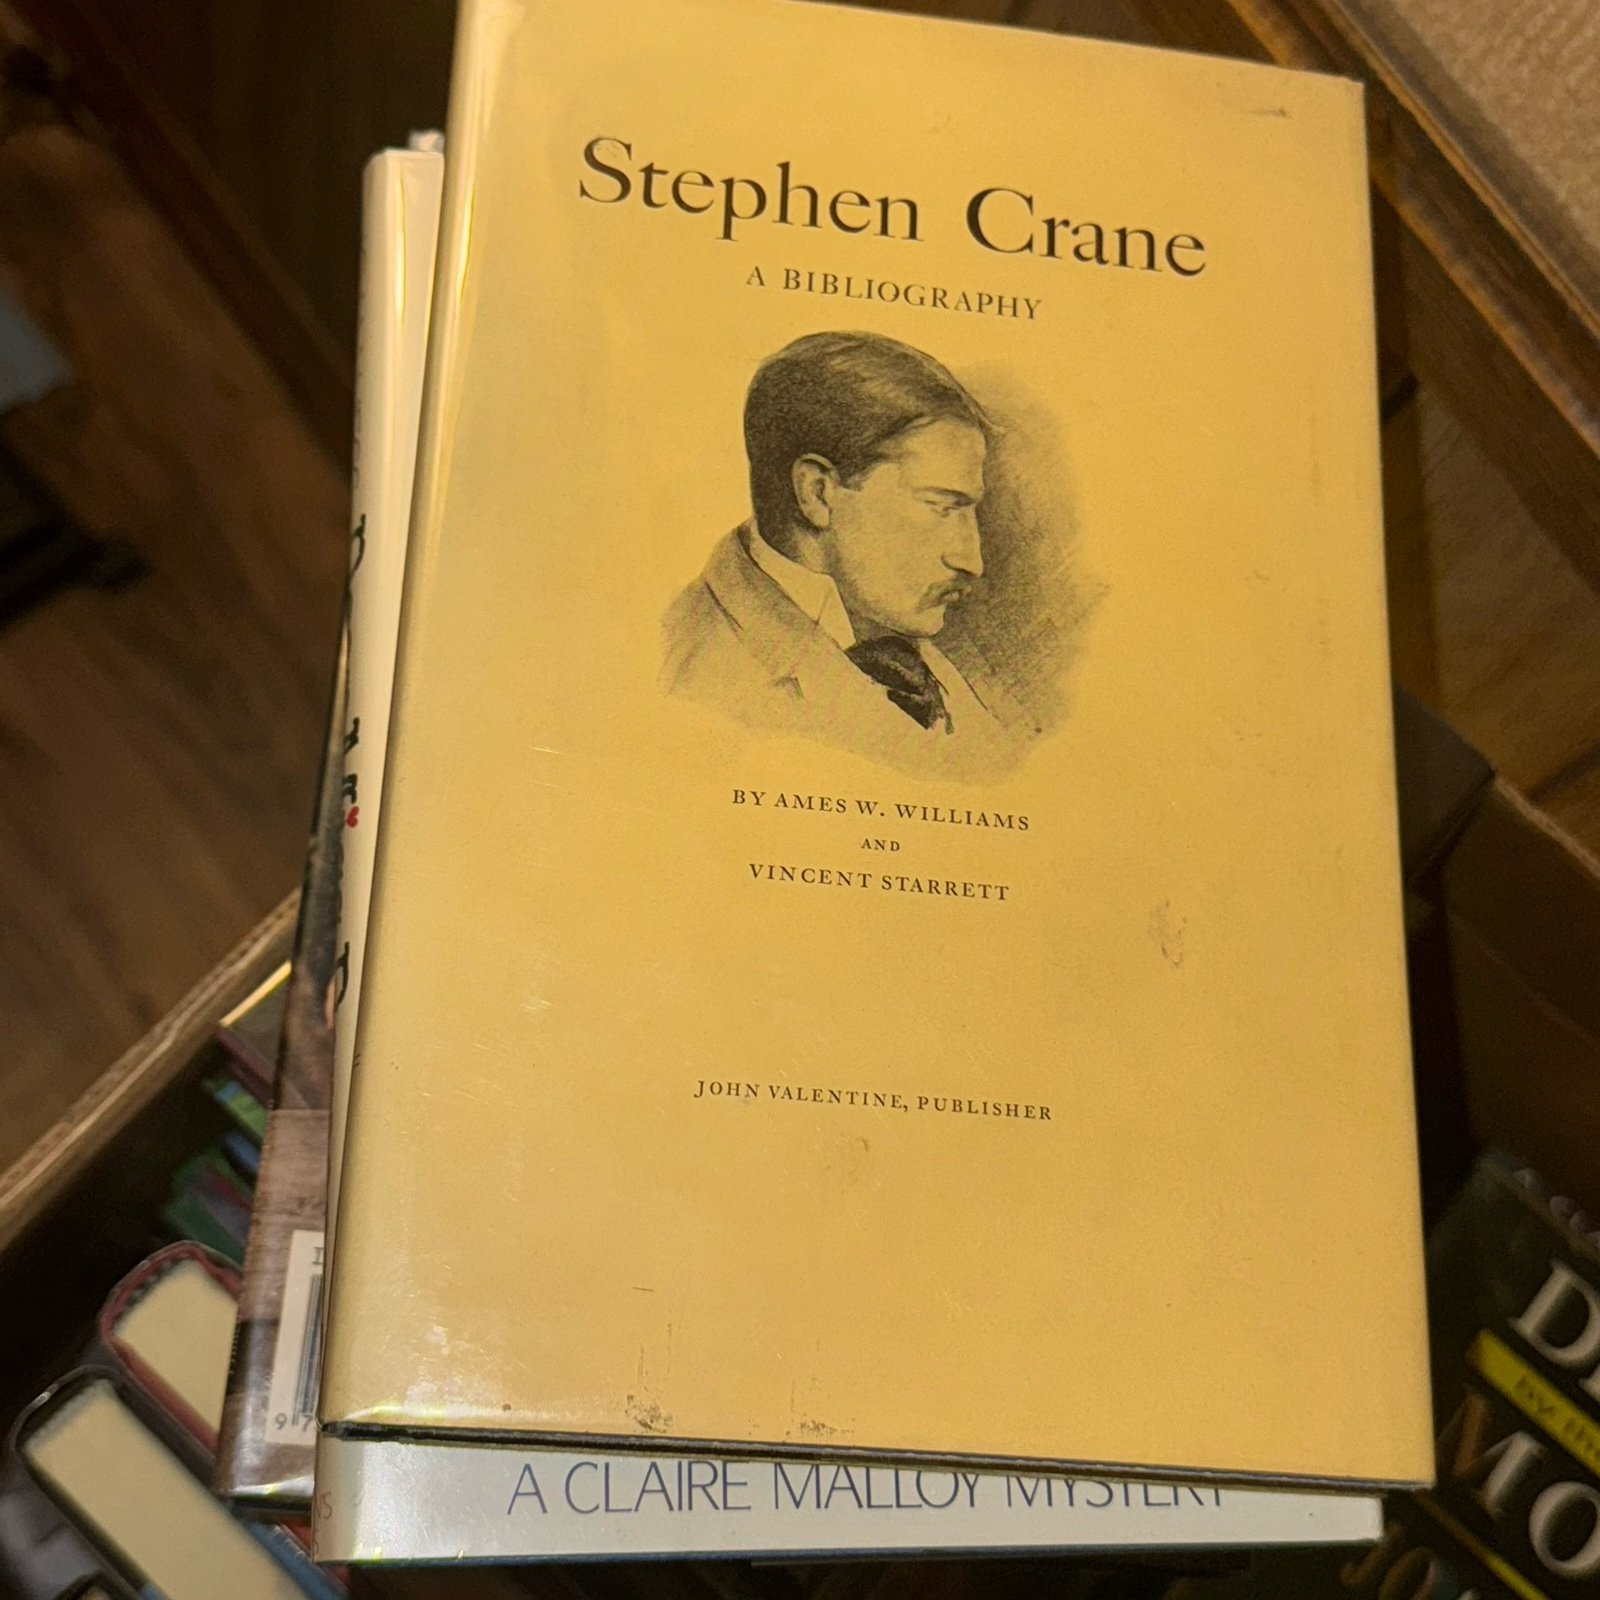 Stephen Crane
A BIBLIOGRAPHY
BY AMES W. WILLIAMS
AND
VINCENT STARRETT
JOHN VALENTINE, PUBLISHER
A CLAIRE MALLOY MYSTERY